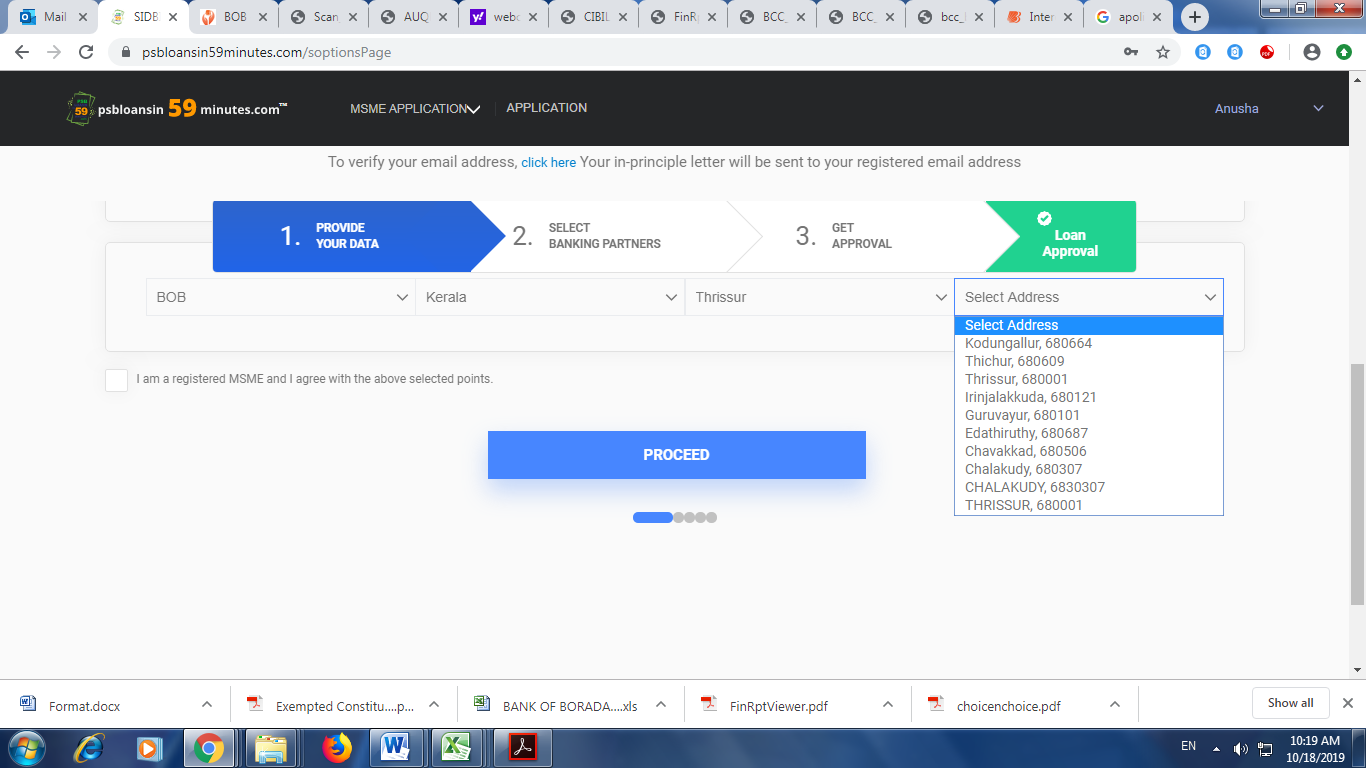 Mail
SIDB
BOB
Scan
AUQ
webc
CIBIL
FinRp
BCC_
BCC_
bcc_l
Inter
apoli
psbloansin59minutes.com/soptionsPage
psbloansin 59 minutes.com™
MSME APPLICATION
APPLICATION
Anusha
To verify your email address, click here Your in-principle letter will be sent to your registered email address
1. PROVIDE YOUR DATA
2. SELECT BANKING PARTNERS
3. GET APPROVAL
Loan Approval
BOB
Kerala
Thrissur
Select Address
Select Address
Kodungallur, 680664
Thichur, 680609
Thrissur, 680001
Irinjalakkuda, 680121
Guruvayur, 680101
Edathiruthy, 680687
Chavakkad, 680506
Chalakudy, 680307
CHALAKUDY, 6830307
THRISSUR, 680001
I am a registered MSME and I agree with the above selected points.
PROCEED
Format.docx
Exempted Constitu....p...
BANK OF BORADA....xls
FinRptViewer.pdf
choicenchoice.pdf
Show all
EN
10:19 AM
10/18/2019